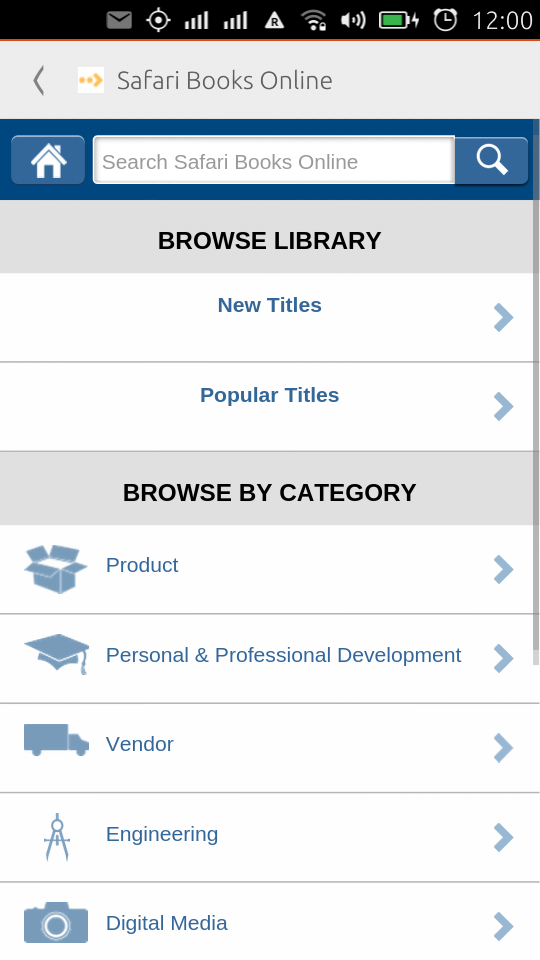 R 12:00
Safari Books Online
Search Safari Books Online
BROWSE LIBRARY
New Titles
Popular Titles
BROWSE BY CATEGORY
Product
Personal & Professional Development
Vendor
Engineering
Digital Media